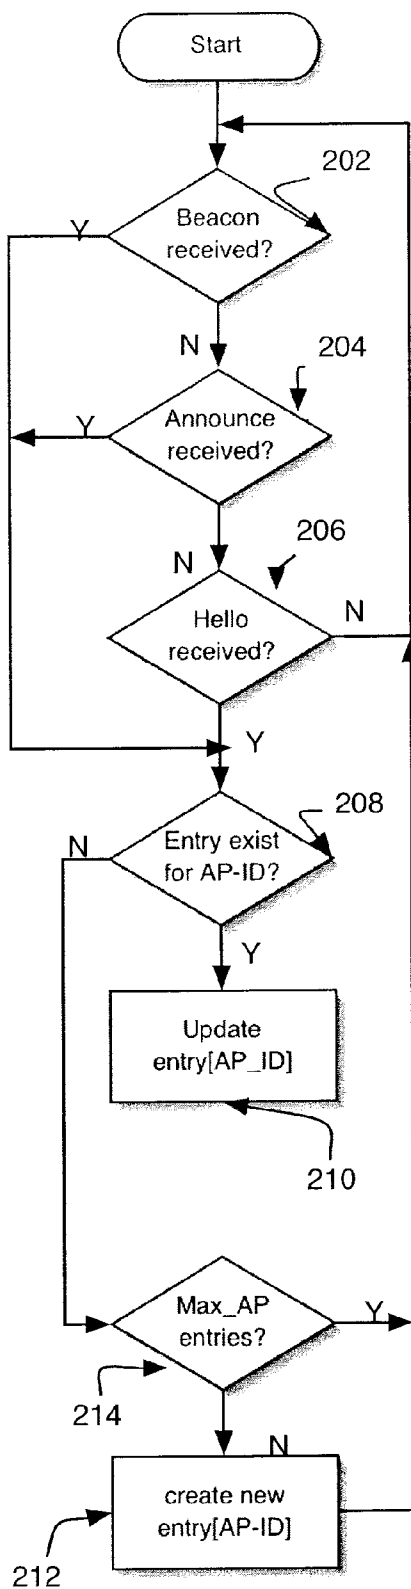 Start
202
Beacon
received?
Y
N
204
Announce
received?
Y
N
206
Hello
received?
N
Y
208
Entry exist
for AP-ID?
N
Y
Update
entry[AP_ID]
210
Max_AP
entries?
Y
214
N
create new
entry[AP-ID]
212